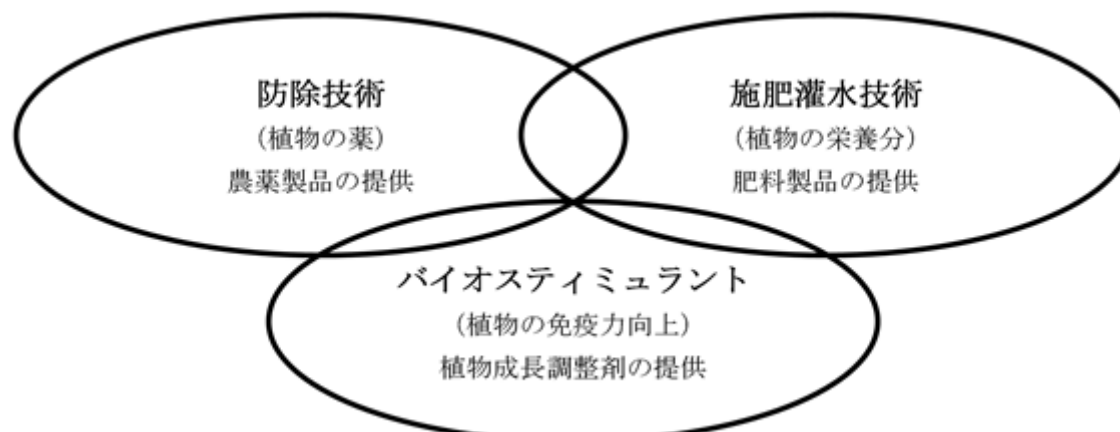 防除技術
（植物の薬）
農薬製品の提供
施肥灌水技術
（植物の栄養分）
肥料製品の提供
バイオスティミュラント
（植物の免疫力向上）
植物成長調整剤の提供